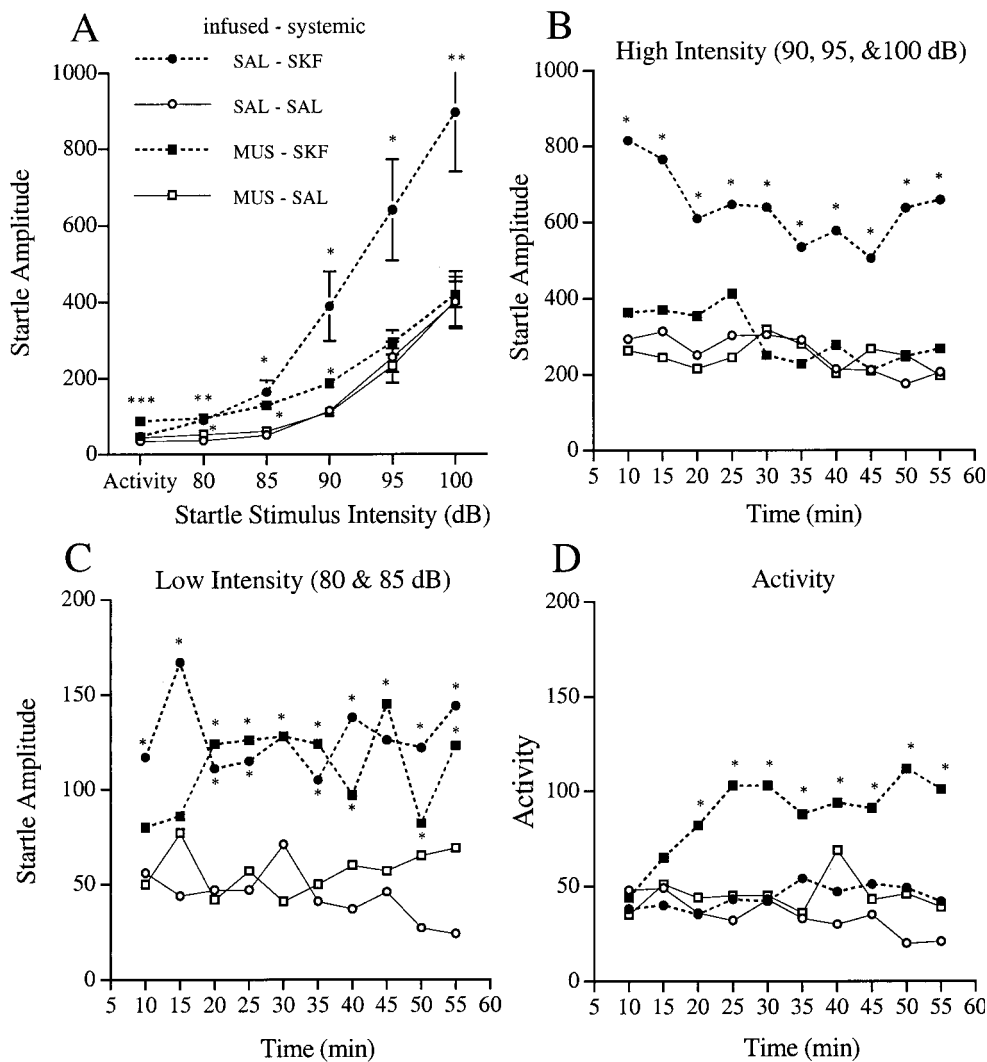 A
infused - systemic
SAL - SKF
SAL - SAL
MUS - SKF
MUS - SAL
Startle Amplitude
1000
800
600
400
200
0
***
**
*
*
*
*
*
*
**
Activity 80 85 90 95 100
Startle Stimulus Intensity (dB)
B
High Intensity (90, 95, &100 dB)
Startle Amplitude
1000
800
600
400
200
0
* * * * * * * * * *
5 10 15 20 25 30 35 40 45 50 55 60
Time (min)
C
Low Intensity (80 & 85 dB)
Startle Amplitude
200
150
100
50
0
* * * * * * * * *
* * * * * *
5 10 15 20 25 30 35 40 45 50 55 60
Time (min)
D
Activity
Activity
200
150
100
50
0
* * * * * * * *
5 10 15 20 25 30 35 40 45 50 55 60
Time (min)